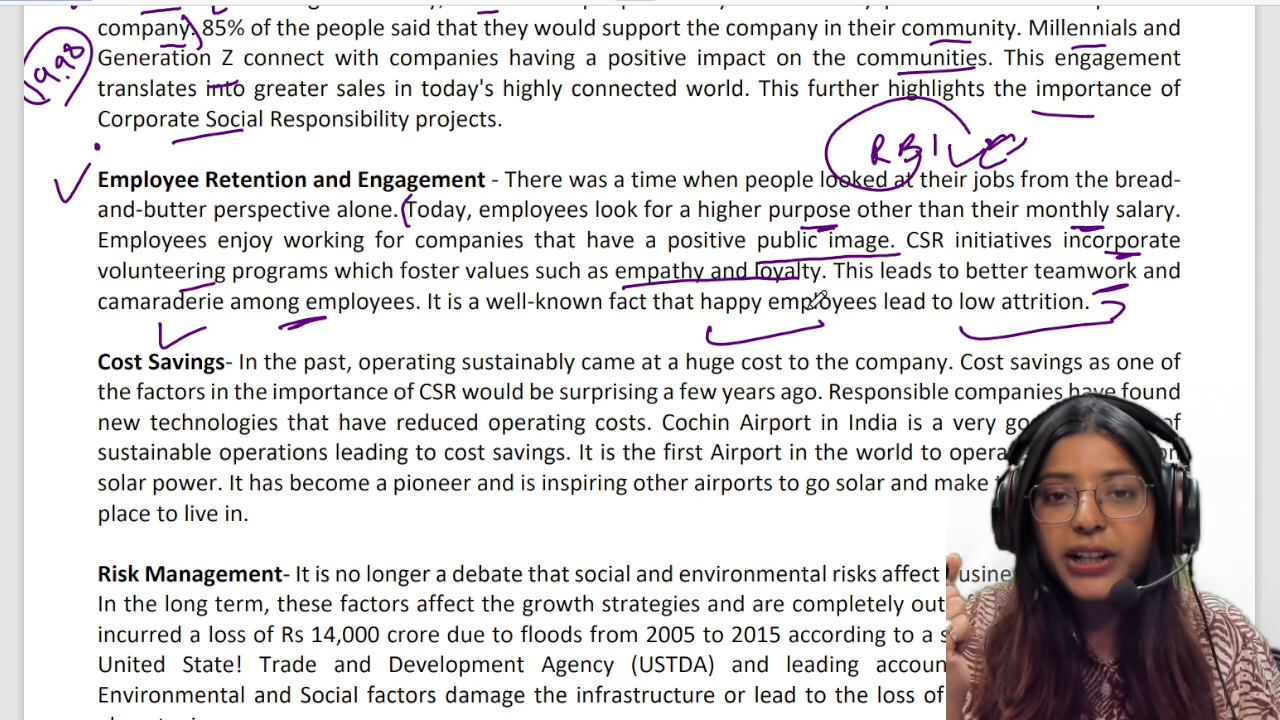 company. 85% of the people said that they would support the company in their community. Millennials and
Generation Z connect with companies having a positive impact on the communities. This engagement
translates into greater sales in today's highly connected world. This further highlights the importance of
Corporate Social Responsibility projects.
RBI
Employee Retention and Engagement - There was a time when people looked at their jobs from the bread-
and-butter perspective alone. Today, employees look for a higher purpose other than their monthly salary.
Employees enjoy working for companies that have a positive public image. CSR initiatives incorporate
volunteering programs which foster values such as empathy and loyalty. This leads to better teamwork and
camaraderie among employees. It is a well-known fact that happy employees lead to low attrition.
Cost Savings- In the past, operating sustainably came at a huge cost to the company. Cost savings as one of
the factors in the importance of CSR would be surprising a few years ago. Responsible companies have found
new technologies that have reduced operating costs. Cochin Airport in India is a very of
sustainable operations leading to cost savings. It is the first Airport in the world to
solar power. It has become a pioneer and is inspiring other airports to go solar and make
place to live in.
Risk Management- It is no longer a debate that social and environmental risks affect
In the long term, these factors affect the growth strategies and are completely
incurred a loss of Rs 14,000 crore due to floods from 2005 to 2015 according to a
United State! Trade and Development Agency (USTDA) and leading
Environmental and Social factors damage the infrastructure or lead to the loss of